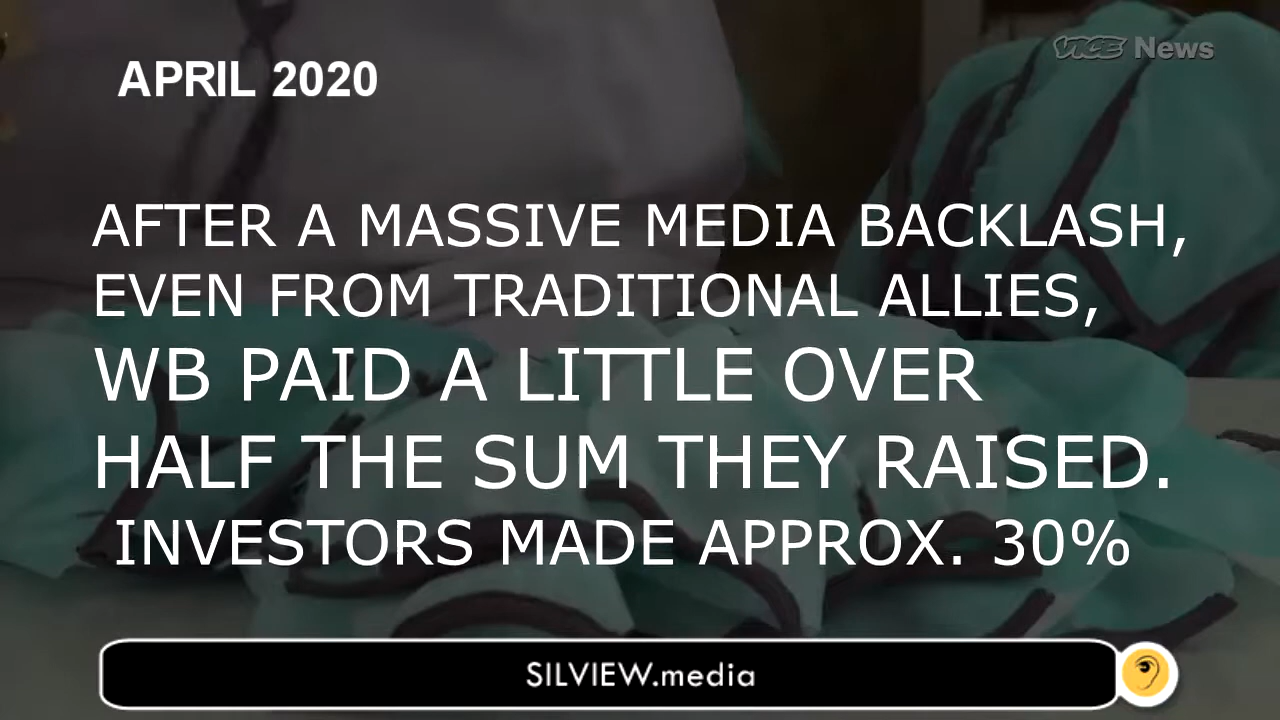 VICE News
APRIL 2020
AFTER A MASSIVE MEDIA BACKLASH,
EVEN FROM TRADITIONAL ALLIES,
WB PAID A LITTLE OVER
HALF THE SUM THEY RAISED.
INVESTORS MADE APPROX. 30%
SILVIEW.media